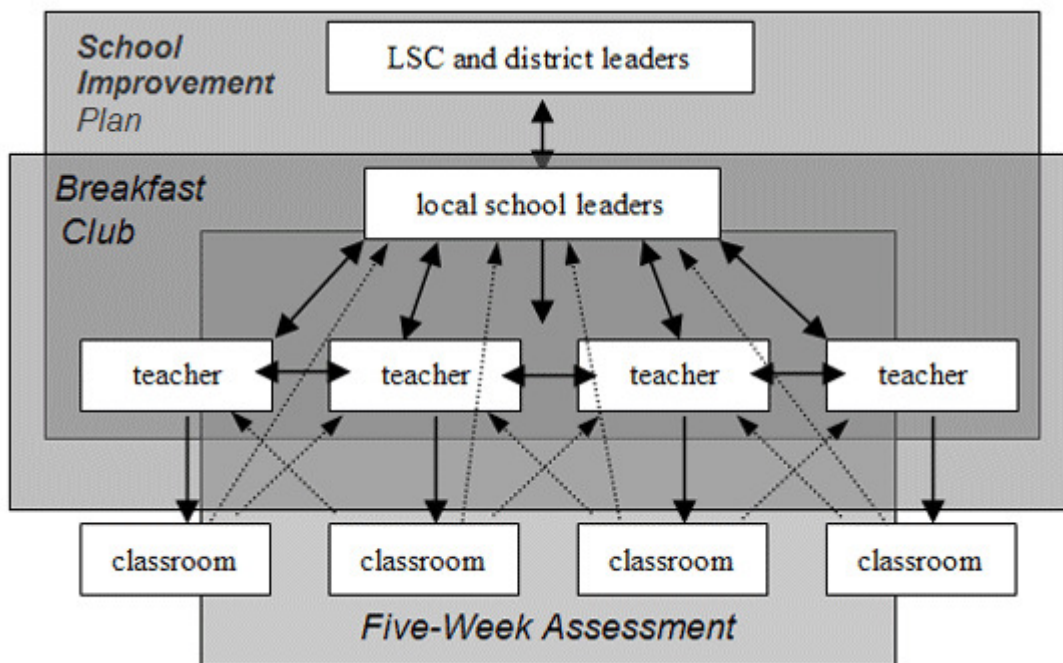 School
Improvement
Plan
LSC and district leaders
Breakfast
Club
local school leaders
teacher
teacher
teacher
teacher
classroom
classroom
classroom
classroom
Five-Week Assessment